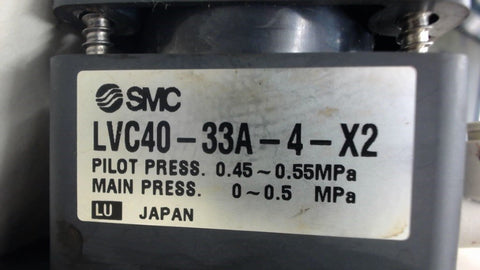 SMC
LVC40-33A-4-X2
PILOT PRESS. 0.45~0.55MPa
MAIN PRESS. 0~0.5 MPa
LU JAPAN